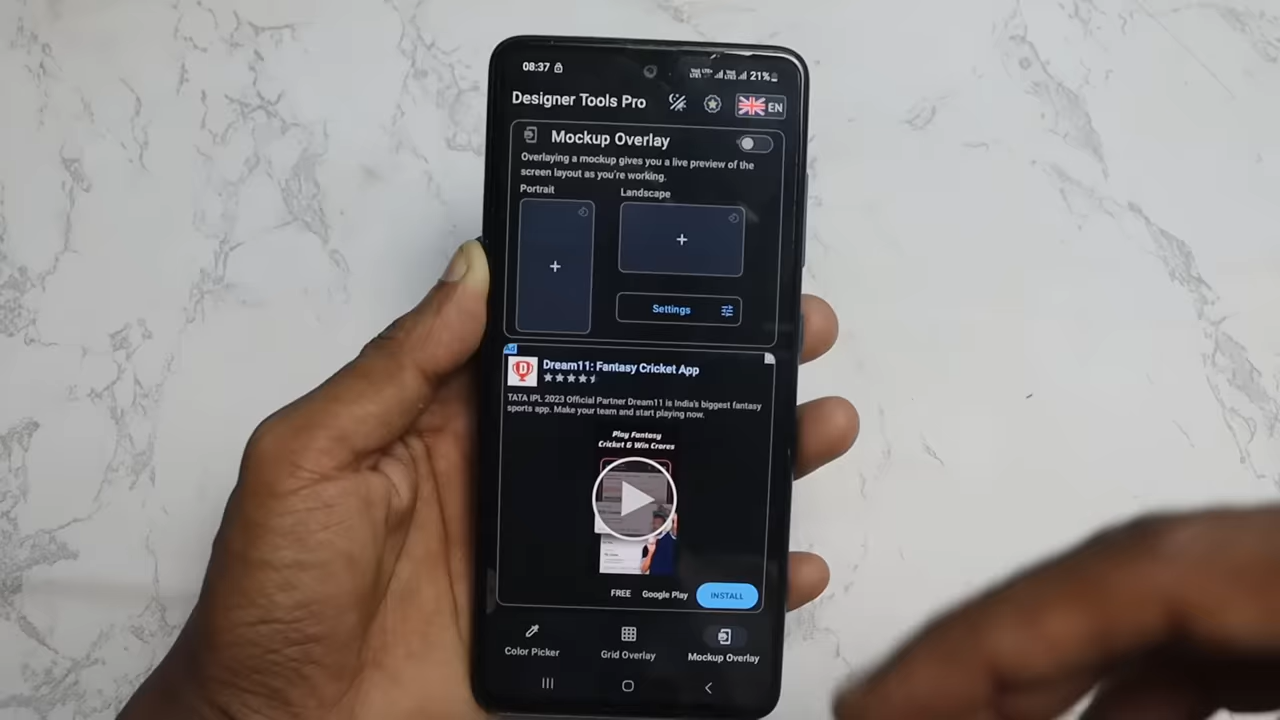 08:37
21%
Designer Tools Pro
EN
Mockup Overlay
Overlaying a mockup gives you a live preview of the
screen layout as you're working.
Portrait
Landscape
Settings
Ad
D
Dream11: Fantasy Cricket App
TATA IPL 2023 Official Partner Dream11 is India's biggest fantasy
sports app. Make your team and start playing now.
Play Fantasy
Cricket & Win Crores
FREE
Google Play
INSTALL
Color Picker
Grid Overlay
Mockup Overlay